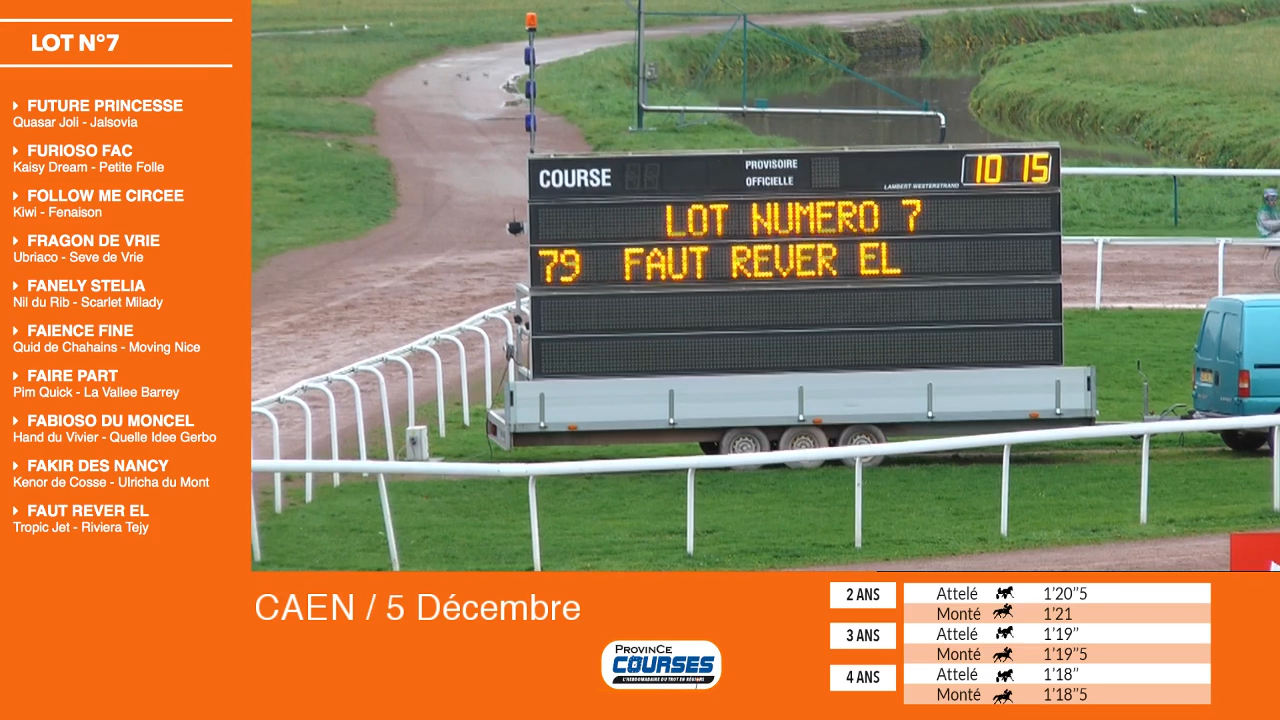 LOT N°7
FUTURE PRINCESSE
Quasar Joli - Jalsovia
FURIOSO FAC
Kaisy Dream - Petite Folle
FOLLOW ME CIRCEE
Kiwi - Fenaison
FRAGON DE VRIE
Ubriaco - Seve de Vrie
FANELY STELIA
Nil du Rib - Scarlet Milady
FAIENCE FINE
Quid de Chahains - Moving Nice
FAIRE PART
Pim Quick - La Vallee Barrey
FABIOSO DU MONCEL
Hand du Vivier - Quelle Idee Gerbo
FAKIR DES NANCY
Kenor de Cosse - Ulricha du Mont
FAUT REVER EL
Tropic Jet - Riviera Tejy
COURSE
PROVISOIRE
OFFICIELLE
LAMBERT-WESTERSTRAND
10 15
LOT NUMERO 7
79 FAUT REVER EL
CAEN / 5 Décembre
PROVINCE
COURSES
L'HEBDOMADAIRE DU TROT EN RÉGIONS
2 ANS
Attelé 1'20''5
Monté 1'21
3 ANS
Attelé 1'19''
Monté 1'19''5
4 ANS
Attelé 1'18''
Monté 1'18''5